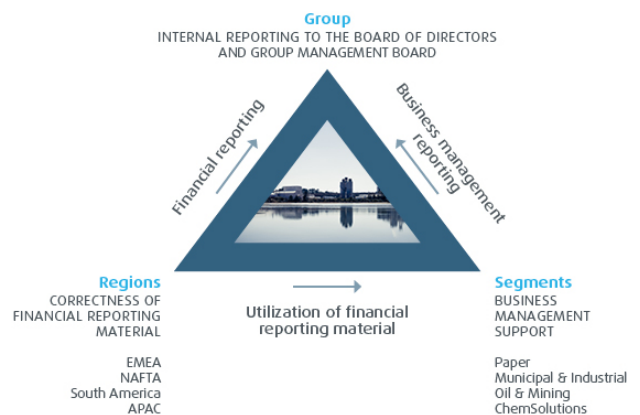 Group
INTERNAL REPORTING TO THE BOARD OF DIRECTORS
AND GROUP MANAGEMENT BOARD
Financial reporting
Business management
reporting
Regions
CORRECTNESS OF
FINANCIAL REPORTING
MATERIAL
EMEA
NAFTA
South America
APAC
Utilization of financial
reporting material
Segments
BUSINESS
MANAGEMENT
SUPPORT
Paper
Municipal & Industrial
Oil & Mining
ChemSolutions